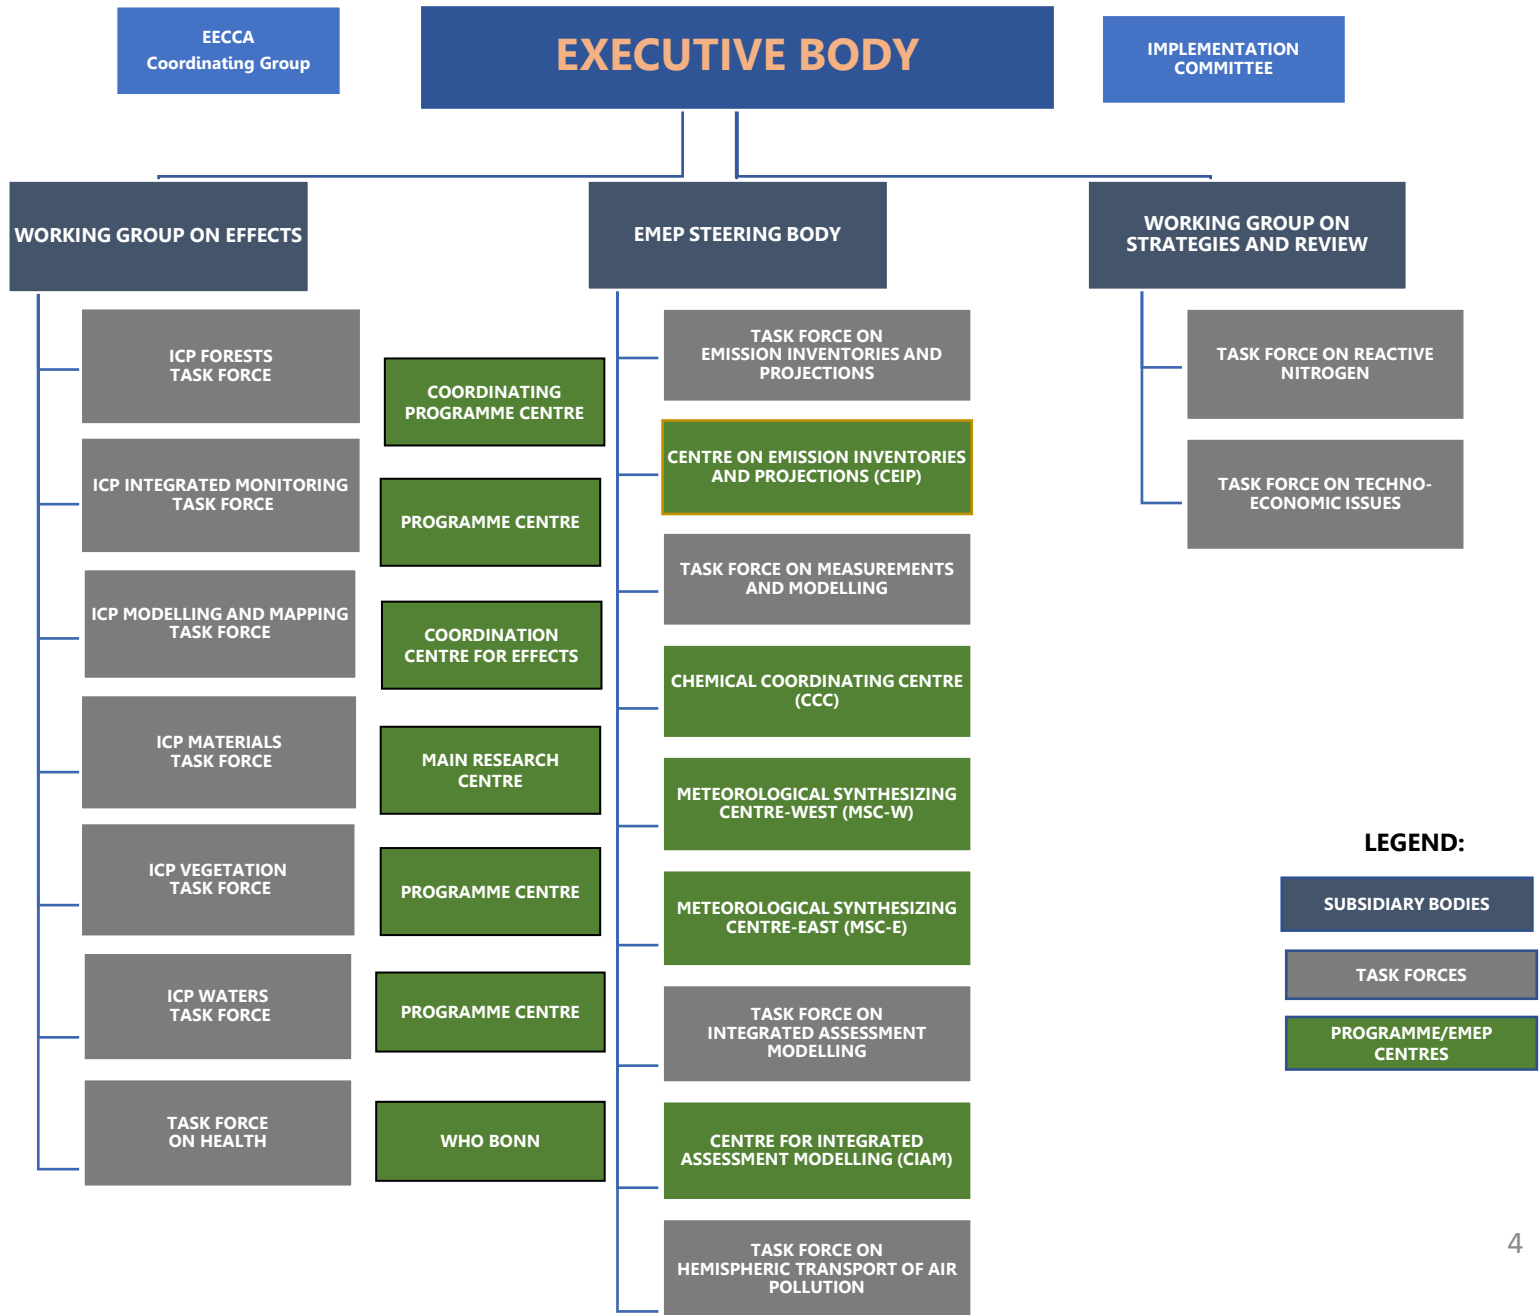 EECCA
Coordinating Group
EXECUTIVE BODY
IMPLEMENTATION
COMMITTEE
WORKING GROUP ON EFFECTS
EMEP STEERING BODY
WORKING GROUP ON
STRATEGIES AND REVIEW
ICP FORESTS
TASK FORCE
ICP INTEGRATED MONITORING
TASK FORCE
ICP MODELLING AND MAPPING
TASK FORCE
ICP MATERIALS
TASK FORCE
ICP VEGETATION
TASK FORCE
ICP WATERS
TASK FORCE
TASK FORCE
ON HEALTH
COORDINATING
PROGRAMME CENTRE
PROGRAMME CENTRE
COORDINATION
CENTRE FOR EFFECTS
MAIN RESEARCH
CENTRE
PROGRAMME CENTRE
PROGRAMME CENTRE
WHO BONN
TASK FORCE ON
EMISSION INVENTORIES AND
PROJECTIONS
CENTRE ON EMISSION INVENTORIES
AND PROJECTIONS (CEIP)
TASK FORCE ON MEASUREMENTS
AND MODELLING
CHEMICAL COORDINATING CENTRE
(CCC)
METEOROLOGICAL SYNTHESIZING
CENTRE-WEST (MSC-W)
METEOROLOGICAL SYNTHESIZING
CENTRE-EAST (MSC-E)
TASK FORCE ON
INTEGRATED ASSESSMENT
MODELLING
CENTRE FOR INTEGRATED
ASSESSMENT MODELLING (CIAM)
TASK FORCE ON
HEMISPHERIC TRANSPORT OF AIR
POLLUTION
TASK FORCE ON REACTIVE
NITROGEN
TASK FORCE ON TECHNO-
ECONOMIC ISSUES
LEGEND:
SUBSIDIARY BODIES
TASK FORCES
PROGRAMME/EMEP
CENTRES
4